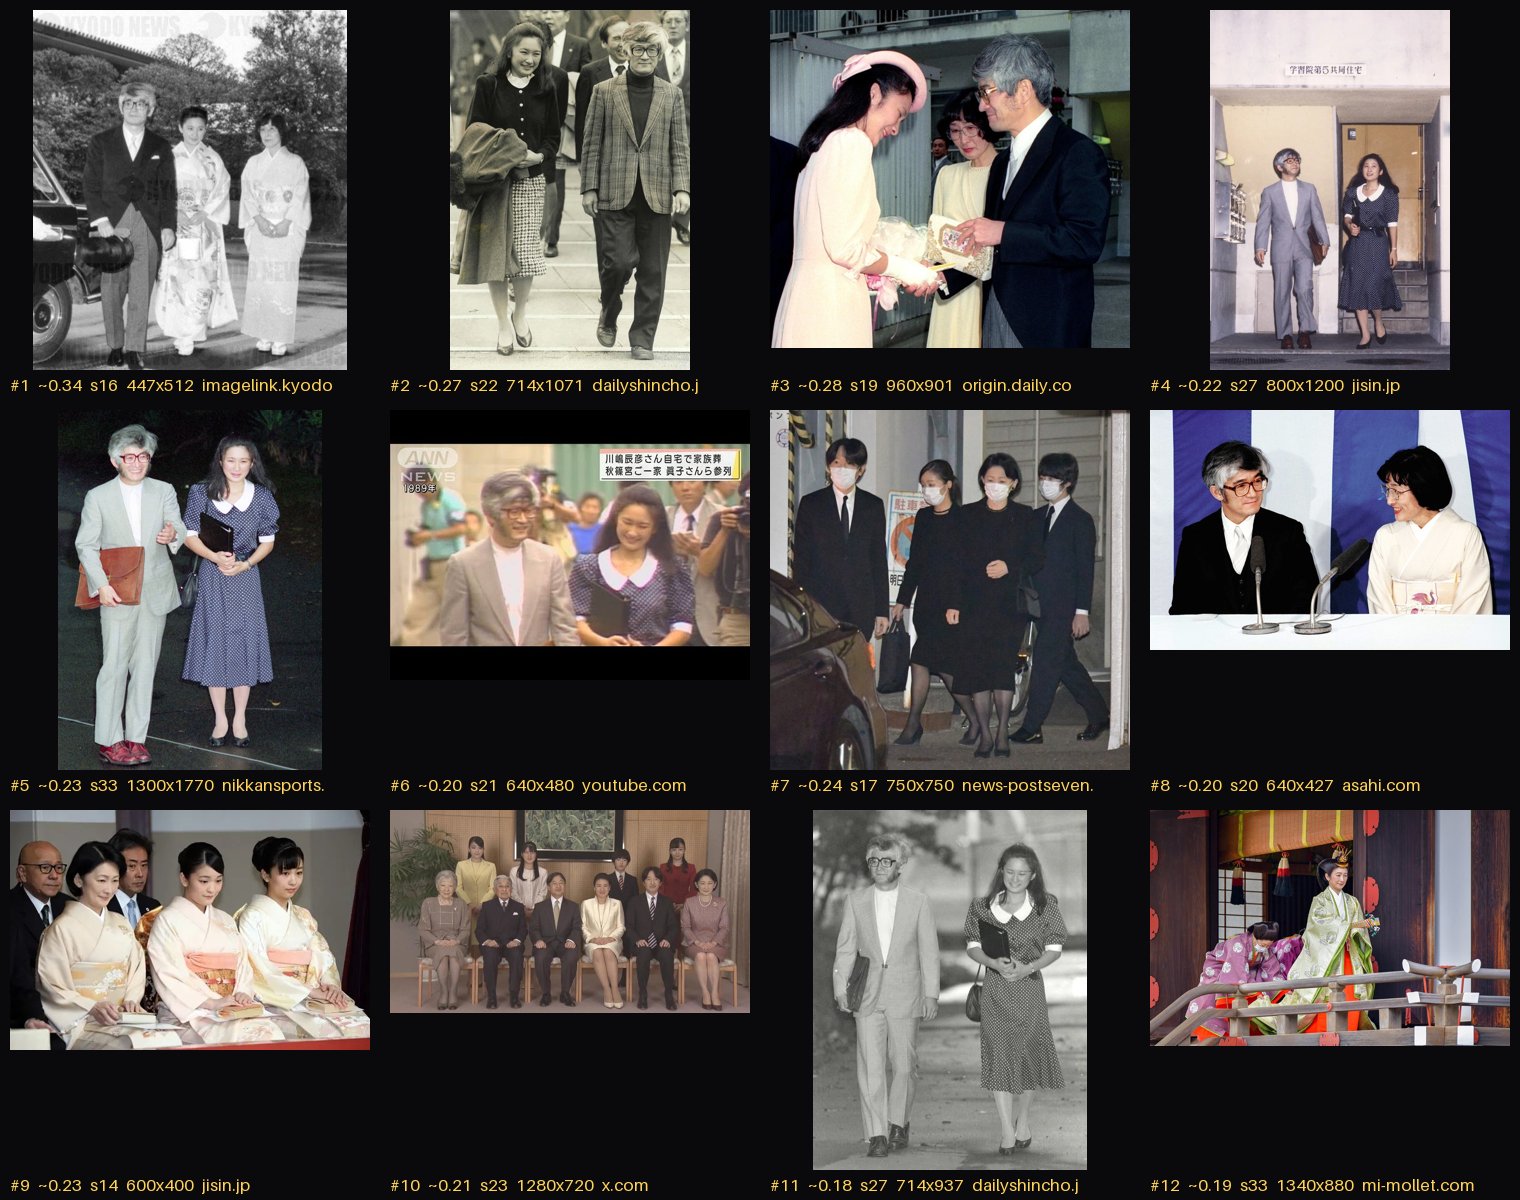 KYODO NEWS
KYODO NEWS
#1 ~0.34 s16 447x512 imagelink.kyodo
#2 ~0.27 s22 714x1071 dailyshincho.j
#3 ~0.28 s19 960x901 origin.daily.co
学習院第5共同住宅
#4 ~0.22 s27 800x1200 jisin.jp
#5 ~0.23 s33 1300x1770 nikkansports.
ANN
NEWS
1989年
川嶋辰彦さん自宅で家族葬
秋篠宮ご一家 眞子さんら参列
#6 ~0.20 s21 640x480 youtube.com
駐車
明日
#7 ~0.24 s17 750x750 news-postseven.
#8 ~0.20 s20 640x427 asahi.com
#9 ~0.23 s14 600x400 jisin.jp
#10 ~0.21 s23 1280x720 x.com
#11 ~0.18 s27 714x937 dailyshincho.j
#12 ~0.19 s33 1340x880 mi-mollet.com